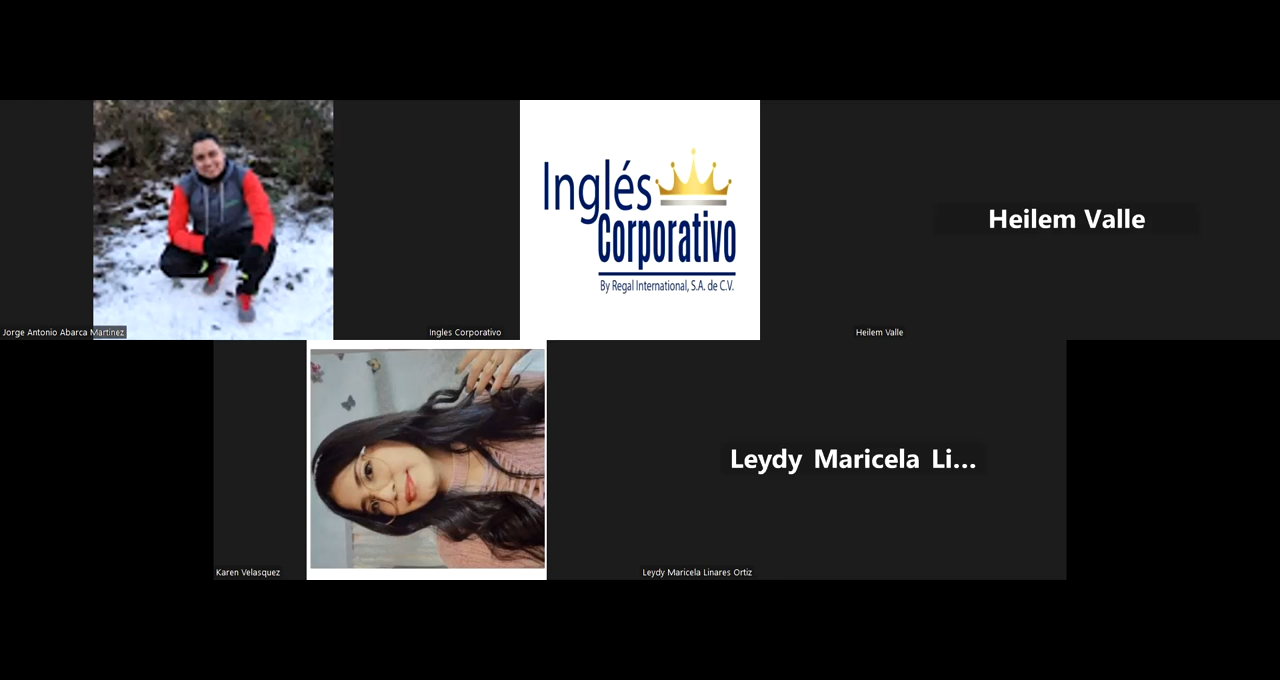 Inglés
Corporativo
By Regal International, S.A. de C.V.
Heilem Valle
Jorge Antonio Abarca Martinez
Ingles Corporativo
Heilem Valle
Leydy Maricela Li...
Karen Velasquez
Leydy Maricela Linares Ortiz